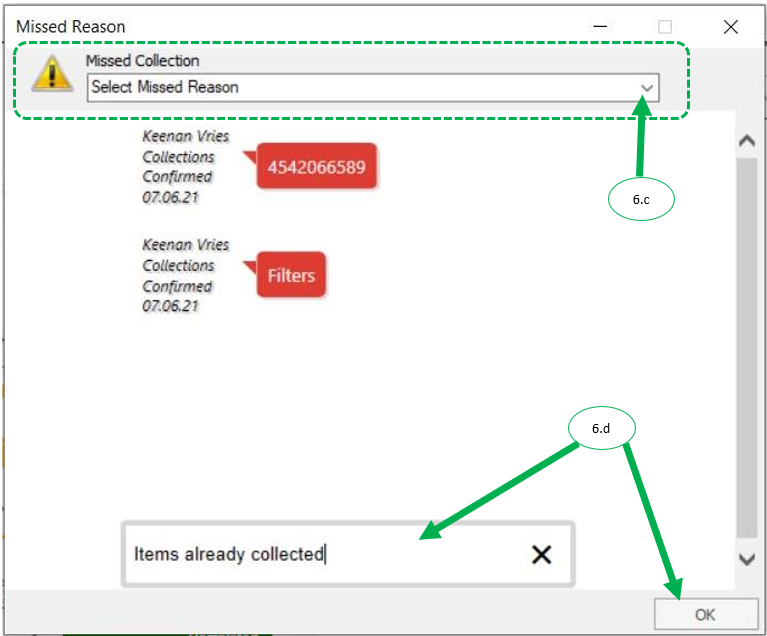 Missed Reason
Missed Collection
Select Missed Reason
Keenan Vries
Collections
Confirmed
07.06.21
4542066589
6.c
Keenan Vries
Collections
Confirmed
07.06.21
Filters
6.d
Items already collected
OK